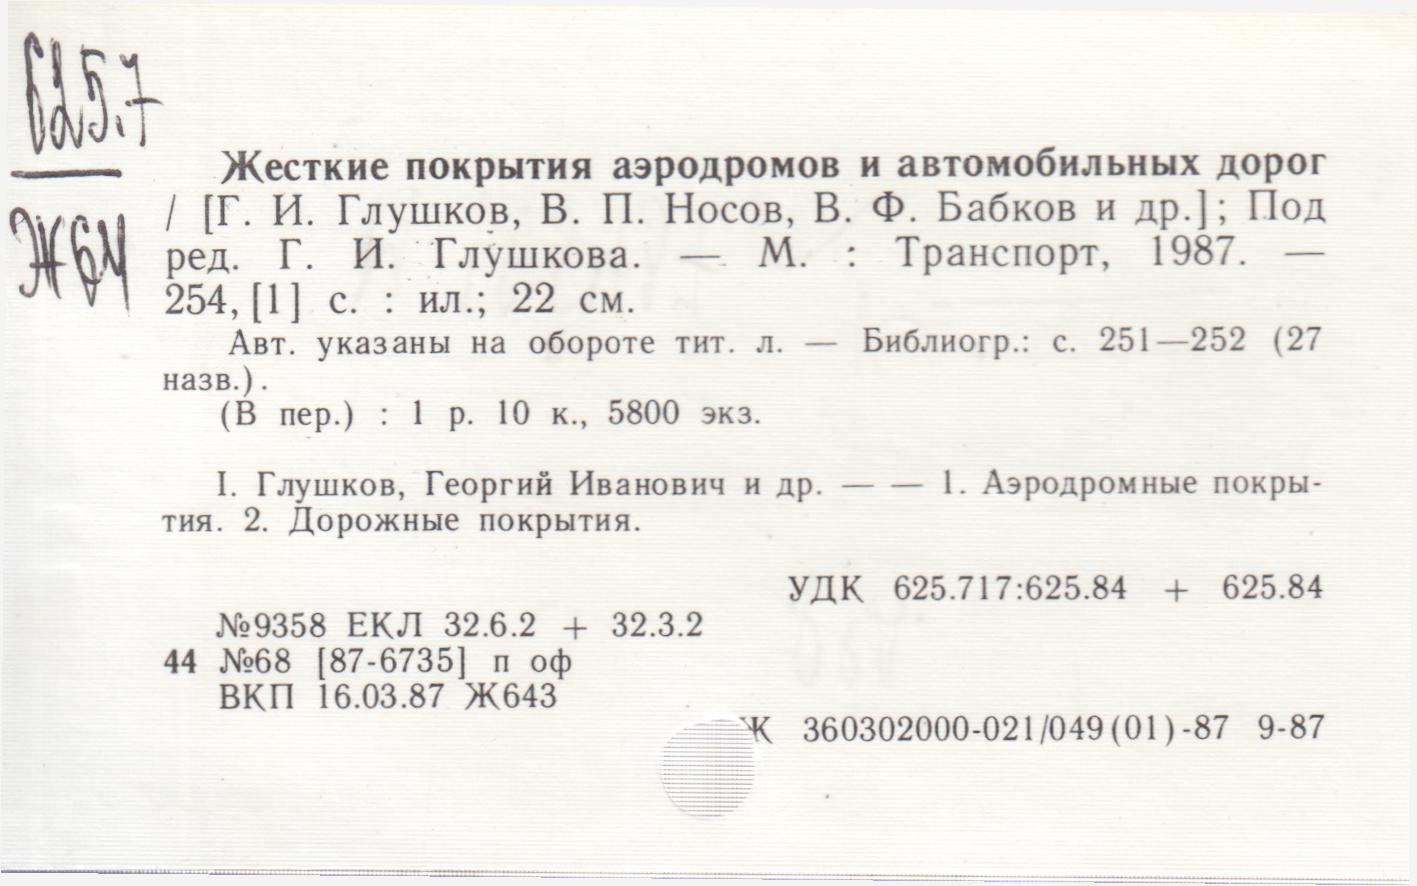 625.7
Ж64
Жесткие покрытия аэродромов и автомобильных дорог
/ [Г. И. Глушков, В. П. Носов, В. Ф. Бабков и др.]; Под
ред. Г. И. Глушкова. — М. : Транспорт, 1987. —
254, [1] с. : ил.; 22 см.
Авт. указаны на обороте тит. л. — Библиогр.: с. 251—252 (27
назв.).
(В пер.) : 1 р. 10 к., 5800 экз.
I. Глушков, Георгий Иванович и др. — — 1. Аэродромные покры-
тия. 2. Дорожные покрытия.
УДК 625.717:625.84 + 625.84
№9358 ЕКЛ 32.6.2 + 32.3.2
44 №68 [87-6735] п оф
ВКП 16.03.87 Ж643
Ж 360302000-021/049(01)-87 9-87